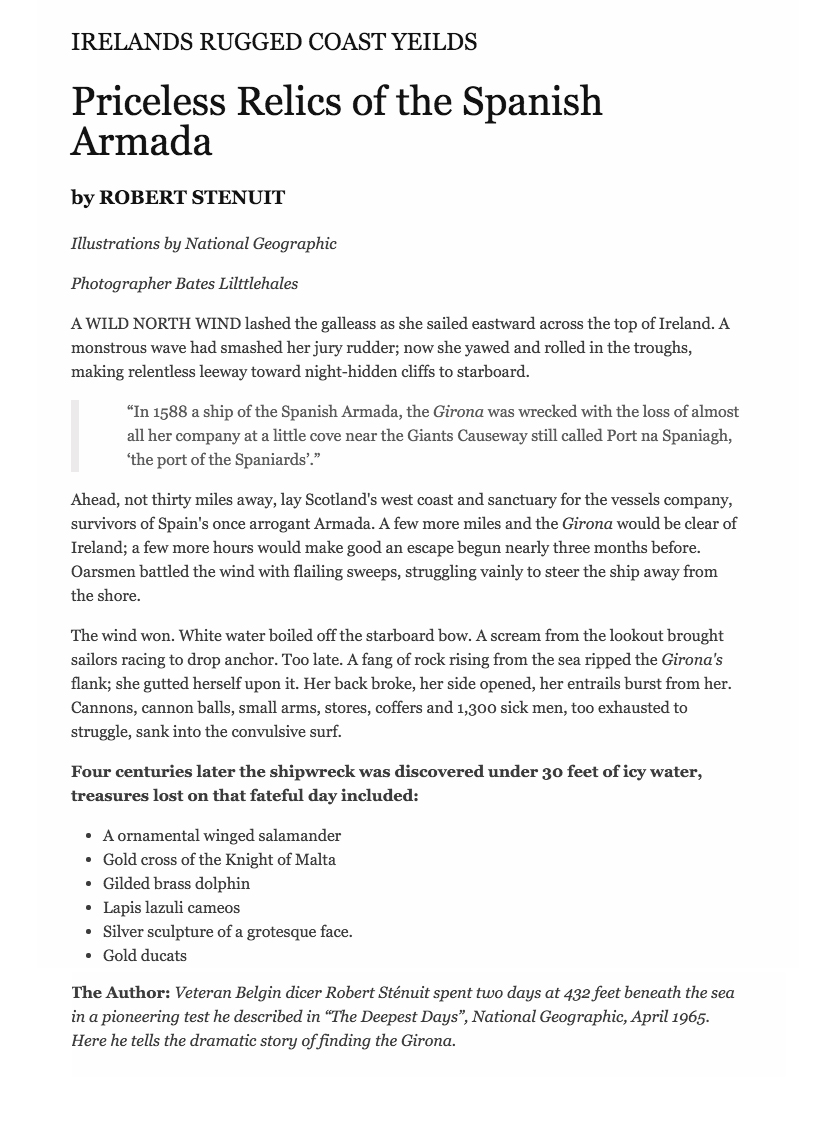 IRELANDS RUGGED COAST YEILDS
Priceless Relics of the Spanish
Armada
by ROBERT STENUIT
Illustrations by National Geographic
Photographer Bates Lilttlehales
A WILD NORTH WIND lashed the galleass as she sailed eastward across the top of Ireland. A
monstrous wave had smashed her jury rudder; now she yawed and rolled in the troughs,
making relentless leeway toward night-hidden cliffs to starboard.
“In 1588 a ship of the Spanish Armada, the Girona was wrecked with the loss of almost
all her company at a little cove near the Giants Causeway still called Port na Spaniagh,
‘the port of the Spaniards’.”
Ahead, not thirty miles away, lay Scotland's west coast and sanctuary for the vessels company,
survivors of Spain's once arrogant Armada. A few more miles and the Girona would be clear of
Ireland; a few more hours would make good an escape begun nearly three months before.
Oarsmen battled the wind with flailing sweeps, struggling vainly to steer the ship away from
the shore.
The wind won. White water boiled off the starboard bow. A scream from the lookout brought
sailors racing to drop anchor. Too late. A fang of rock rising from the sea ripped the Girona's
flank; she gutted herself upon it. Her back broke, her side opened, her entrails burst from her.
Cannons, cannon balls, small arms, stores, coffers and 1,300 sick men, too exhausted to
struggle, sank into the convulsive surf.
Four centuries later the shipwreck was discovered under 30 feet of icy water,
treasures lost on that fateful day included:
• A ornamental winged salamander
• Gold cross of the Knight of Malta
• Gilded brass dolphin
• Lapis lazuli cameos
• Silver sculpture of a grotesque face.
• Gold ducats
The Author: Veteran Belgin dicer Robert Sténuit spent two days at 432 feet beneath the sea
in a pioneering test he described in “The Deepest Days”, National Geographic, April 1965.
Here he tells the dramatic story of finding the Girona.